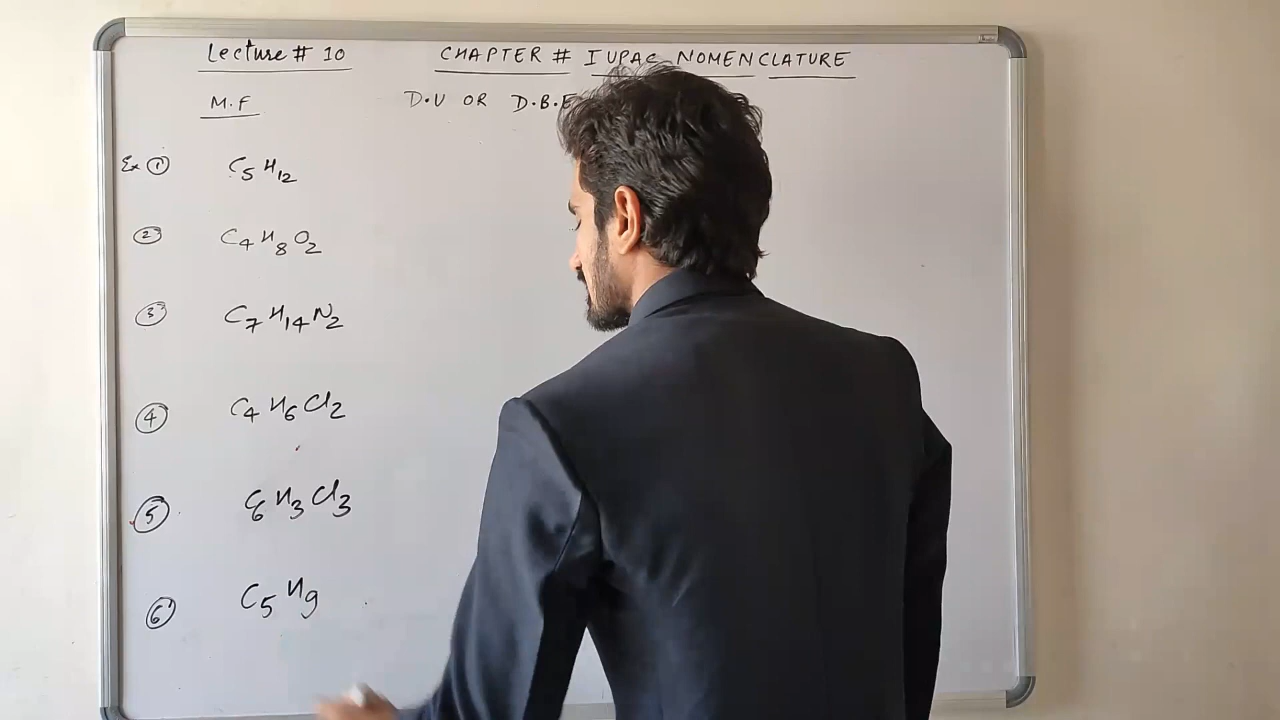 Lecture # 10 CHAPTER # IUPAC NOMENCLATURE
M.F D.U OR D.B.E
Ex ① C₅H₁₂
② C₄H₈O₂
③ C₇H₁₄N₂
④ C₄H₆Cl₂
⑤ C₆H₃Cl₃
⑥ C₅H₉